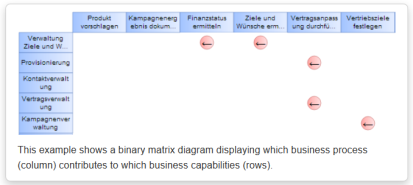 Produkt vorschlagen
Kampagnenerg ebnis dokum...
Finanzstatus ermitteln
Ziele und Wünsche erm...
Vertragsanpass ung durchfü...
Vertriebsziele festlegen
Verwaltung
Ziele und W...
Provisionierung
Kontaktverwalt
ung
Vertragsverwalt
ung
Kampagnenver
waltung
This example shows a binary matrix diagram displaying which business process
(column) contributes to which business capabilities (rows).